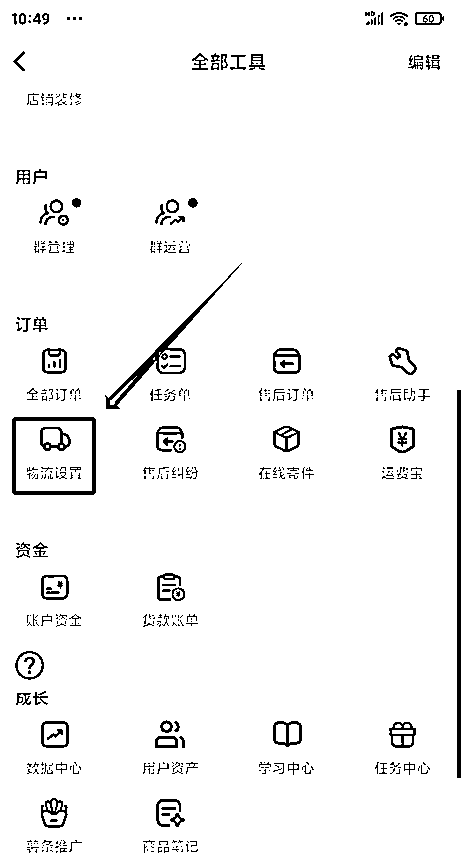 10:49 ••• HD 60
全部工具 编辑
店铺装修
用户
群管理 群运营
订单
全部订单 任务单 售后订单 售后助手
物流设置 售后纠纷 在线寄件 运费宝
资金
账户资金 货款账单
?
成长
数据中心 用户资产 学习中心 任务中心
薯条推广 商品笔记